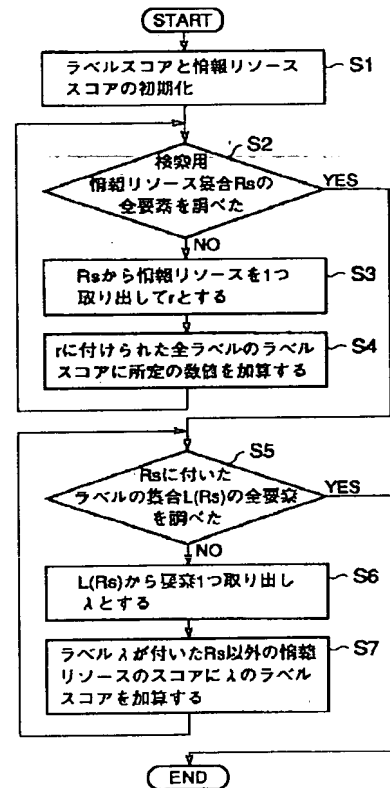 START
S1
ラベルスコアと情報リソース
スコアの初期化
S2
検索用
情報リソース集合Rsの
全要素を調べた
YES
NO
S3
Rsから情報リソースを1つ
取り出してrとする
S4
rに付けられた全ラベルのラベル
スコアに所定の数値を加算する
S5
Rsに付いた
ラベルの集合L(Rs)の全要素
を調べた
YES
NO
S6
L(Rs)から要素1つ取り出し
λとする
S7
ラベルλが付いたRs以外の情報
リソースのスコアにλのラベル
スコアを加算する
END